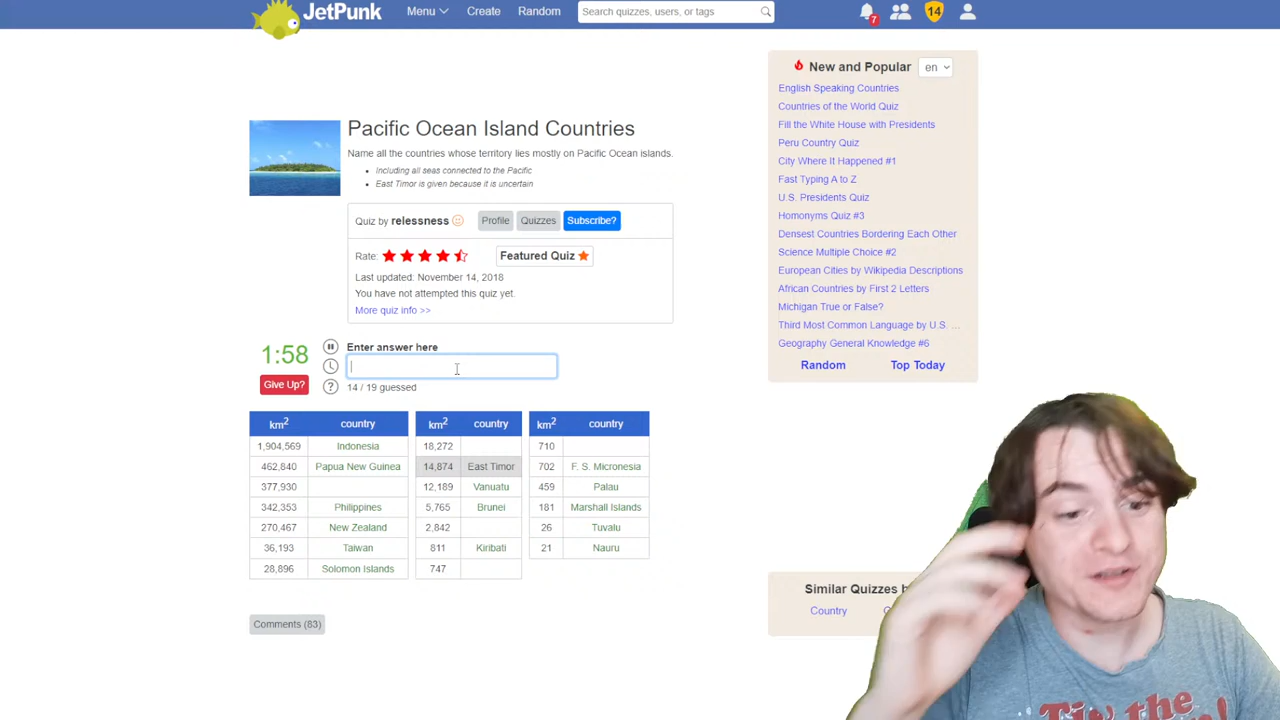 JetPunk Menu Create Random Search quizzes, users, or tags 7 14
New and Popular en
English Speaking Countries
Countries of the World Quiz
Fill the White House with Presidents
Peru Country Quiz
City Where It Happened #1
Fast Typing A to Z
U.S. Presidents Quiz
Homonyms Quiz #3
Densest Countries Bordering Each Other
Science Multiple Choice #2
European Cities by Wikipedia Descriptions
African Countries by First 2 Letters
Michigan True or False?
Third Most Common Language by U.S. …
Geography General Knowledge #6
Random Top Today
Pacific Ocean Island Countries
Name all the countries whose territory lies mostly on Pacific Ocean islands.
Including all seas connected to the Pacific
East Timor is given because it is uncertain
Quiz by relessness Profile Quizzes Subscribe?
Rate: Featured Quiz
Last updated: November 14, 2018
You have not attempted this quiz yet.
More quiz info >>
1:58 Enter answer here
Give Up? ? 14 / 19 guessed
km2 country km2 country km2 country
1,904,569 Indonesia 18,272 710
462,840 Papua New Guinea 14,874 East Timor 702 F. S. Micronesia
377,930 12,189 Vanuatu 459 Palau
342,353 Philippines 5,765 Brunei 181 Marshall Islands
270,467 New Zealand 2,842 26 Tuvalu
36,193 Taiwan 811 Kiribati 21 Nauru
28,896 Solomon Islands 747
Comments (83)
Similar Quizzes
Country